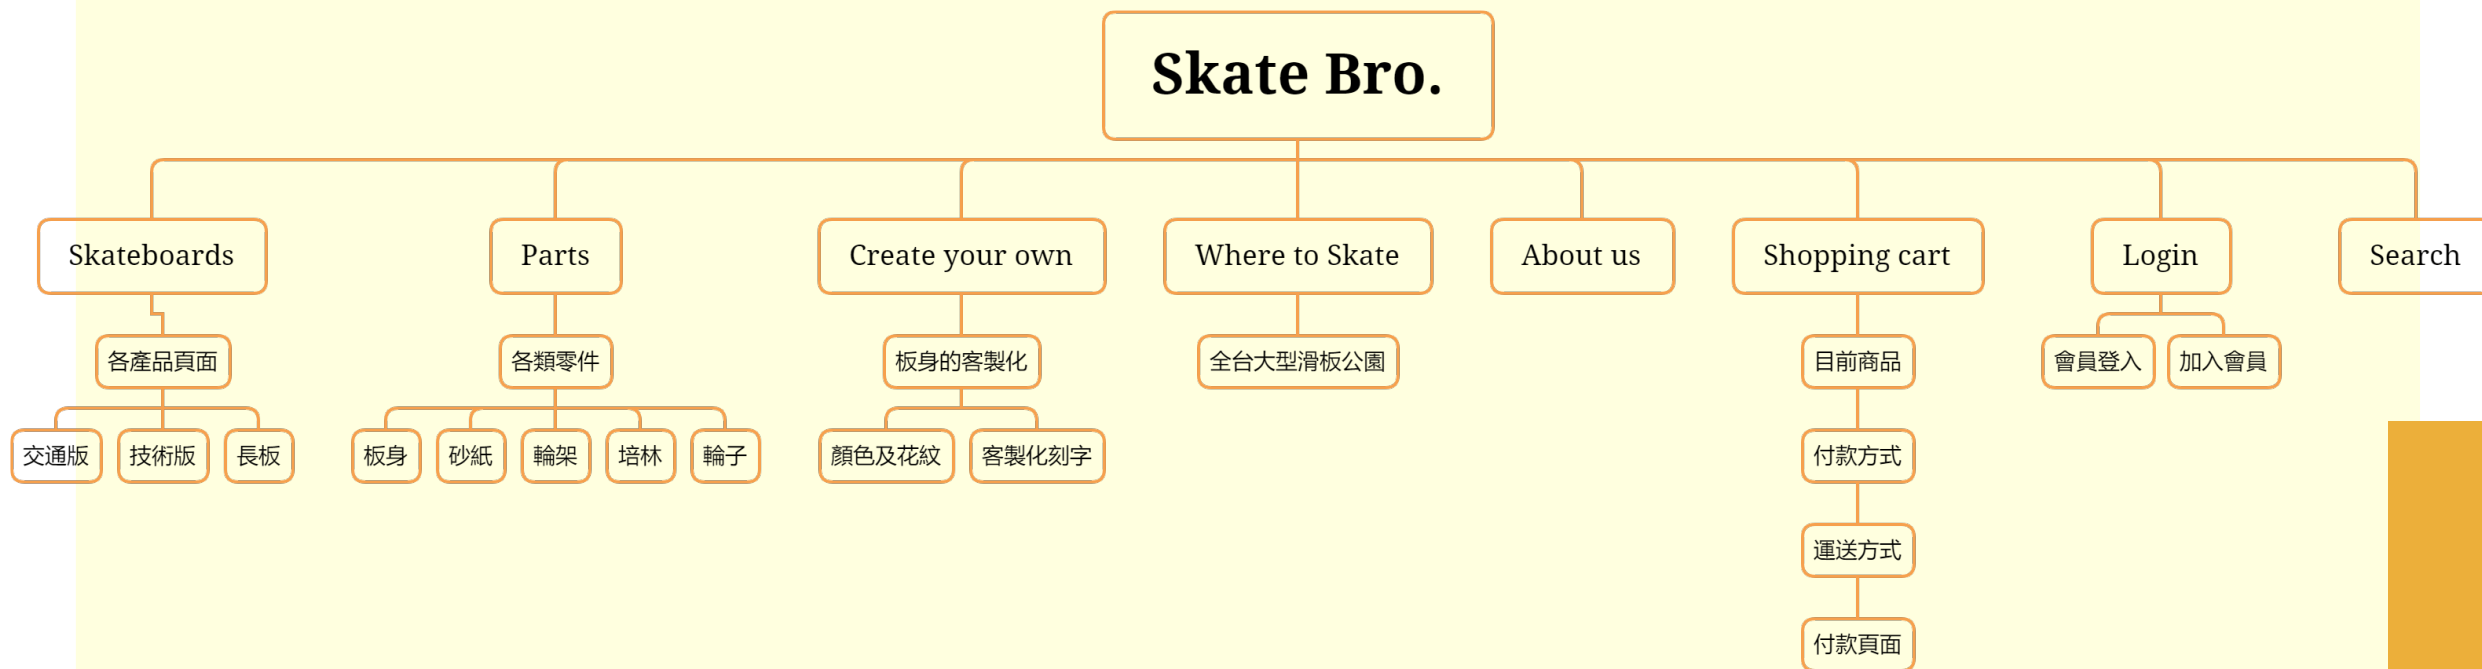 Skate Bro.
Skateboards
Parts
Create your own
Where to Skate
About us
Shopping cart
Login
Search
各產品頁面
各類零件
板身的客製化
全台大型滑板公園
目前商品
會員登入
加入會員
交通版
技術版
長板
板身
砂紙
輪架
培林
輪子
顏色及花紋
客製化刻字
付款方式
運送方式
付款頁面